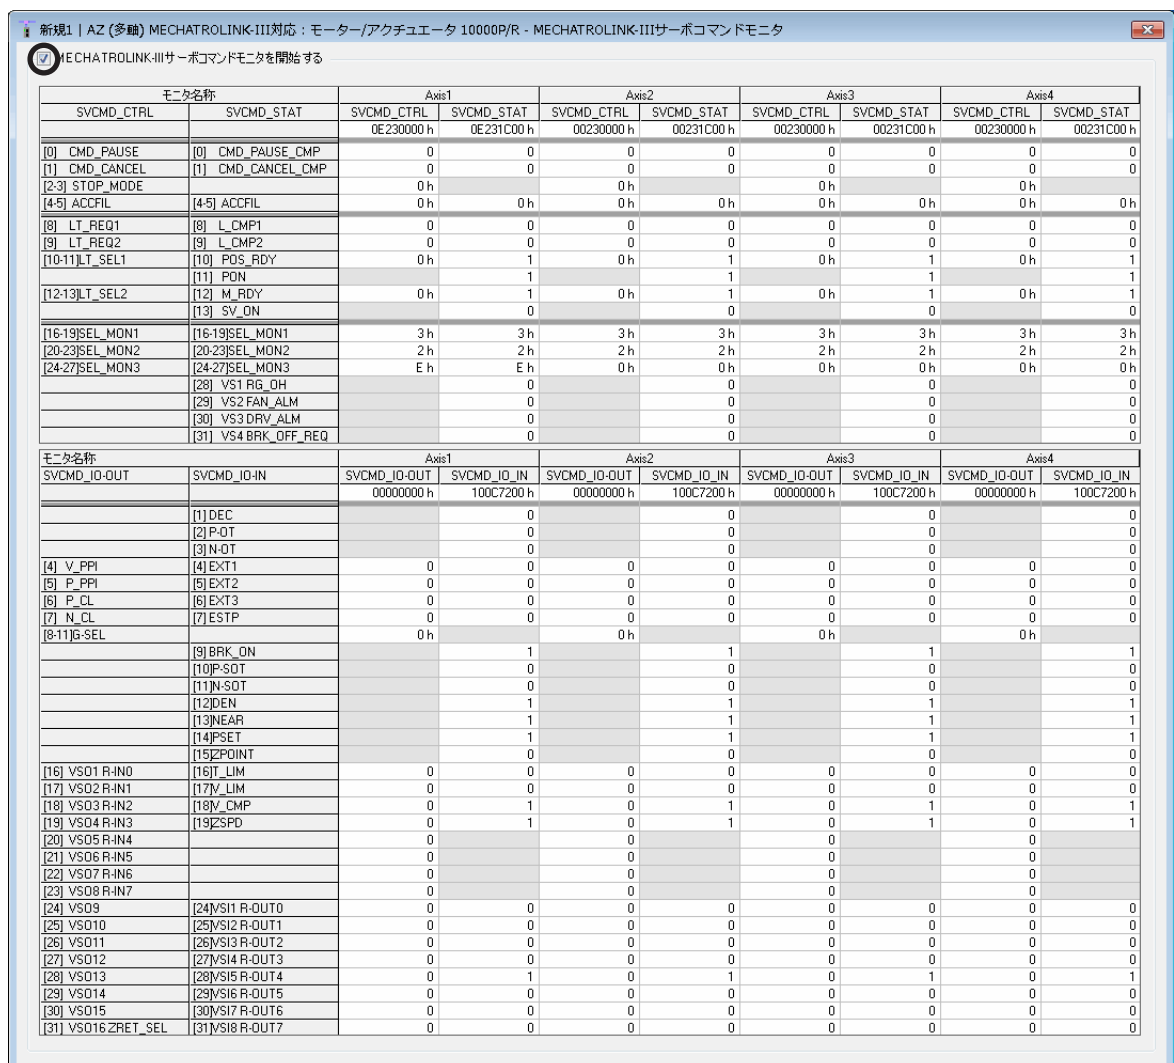 新規1 | AZ (多軸) MECHATROLINK-III対応：モーター/アクチュエータ 10000P/R - MECHATROLINK-IIIサーボコマンドモニタ
MECHATROLINK-IIIサーボコマンドモニタを開始する
モニタ名称 Axis1 Axis2 Axis3 Axis4
SVCMD_CTRL SVCMD_STAT SVCMD_CTRL SVCMD_STAT SVCMD_CTRL SVCMD_STAT SVCMD_CTRL SVCMD_STAT SVCMD_CTRL SVCMD_STAT
0E230000 h 0E231C00 h 00230000 h 00231C00 h 00230000 h 00231C00 h 00230000 h 00231C00 h
[0] CMD_PAUSE [0] CMD_PAUSE_CMP 0 0 0 0 0 0 0 0
[1] CMD_CANCEL [1] CMD_CANCEL_CMP 0 0 0 0 0 0 0 0
[2-3] STOP_MODE 0 h 0 h 0 h 0 h
[4-5] ACCFIL [4-5] ACCFIL 0 h 0 h 0 h 0 h 0 h 0 h 0 h 0 h
[8] LT_REQ1 [8] L_CMP1 0 0 0 0 0 0 0 0
[9] LT_REQ2 [9] L_CMP2 0 0 0 0 0 0 0 0
[10-11]LT_SEL1 [10] POS_RDY 0 h 1 0 h 1 0 h 1 0 h 1
[11] PON 1 1 1 1
[12-13]LT_SEL2 [12] M_RDY 0 h 1 0 h 1 0 h 1 0 h 1
[13] SV_ON 0 0 0 0
[16-19]SEL_MON1 [16-19]SEL_MON1 3 h 3 h 3 h 3 h 3 h 3 h 3 h 3 h
[20-23]SEL_MON2 [20-23]SEL_MON2 2 h 2 h 2 h 2 h 2 h 2 h 2 h 2 h
[24-27]SEL_MON3 [24-27]SEL_MON3 E h E h 0 h 0 h 0 h 0 h 0 h 0 h
[28] VS1 RG_OH 0 0 0 0
[29] VS2 FAN_ALM 0 0 0 0
[30] VS3 DRV_ALM 0 0 0 0
[31] VS4 BRK_OFF_REQ 0 0 0 0
モニタ名称 Axis1 Axis2 Axis3 Axis4
SVCMD_IO-OUT SVCMD_IO-IN SVCMD_IO-OUT SVCMD_IO_IN SVCMD_IO-OUT SVCMD_IO_IN SVCMD_IO-OUT SVCMD_IO_IN SVCMD_IO-OUT SVCMD_IO_IN
00000000 h 100C7200 h 00000000 h 100C7200 h 00000000 h 100C7200 h 00000000 h 100C7200 h
[1] DEC 0 0 0 0
[2] P-OT 0 0 0 0
[3] N-OT 0 0 0 0
[4] V_PPI [4] EXT1 0 0 0 0 0 0 0 0
[5] P_PPI [5] EXT2 0 0 0 0 0 0 0 0
[6] P_CL [6] EXT3 0 0 0 0 0 0 0 0
[7] N_CL [7] ESTP 0 0 0 0 0 0 0 0
[8-11]G-SEL 0 h 0 h 0 h 0 h
[9] BRK_ON 1 1 1 1
[10]P-SOT 0 0 0 0
[11]N-SOT 0 0 0 0
[12]DEN 1 1 1 1
[13]NEAR 1 1 1 1
[14]PSET 1 1 1 1
[15]ZPOINT 0 0 0 0
[16] VSO1 R-IN0 [16]T_LIM 0 0 0 0 0 0 0 0
[17] VSO2 R-IN1 [17]V_LIM 0 0 0 0 0 0 0 0
[18] VSO3 R-IN2 [18]V_CMP 0 1 0 1 0 1 0 1
[19] VSO4 R-IN3 [19]ZSPD 0 1 0 1 0 1 0 1
[20] VSO5 R-IN4 0 0 0 0
[21] VSO6 R-IN5 0 0 0 0
[22] VSO7 R-IN6 0 0 0 0
[23] VSO8 R-IN7 0 0 0 0
[24] VSO9 [24]VSI1 R-OUT0 0 0 0 0 0 0 0 0
[25] VSO10 [25]VSI2 R-OUT1 0 0 0 0 0 0 0 0
[26] VSO11 [26]VSI3 R-OUT2 0 0 0 0 0 0 0 0
[27] VSO12 [27]VSI4 R-OUT3 0 0 0 0 0 0 0 0
[28] VSO13 [28]VSI5 R-OUT4 0 1 0 1 0 1 0 1
[29] VSO14 [29]VSI6 R-OUT5 0 0 0 0 0 0 0 0
[30] VSO15 [30]VSI7 R-OUT6 0 0 0 0 0 0 0 0
[31] VSO16 ZRET_SEL [31]VSI8 R-OUT7 0 0 0 0 0 0 0 0